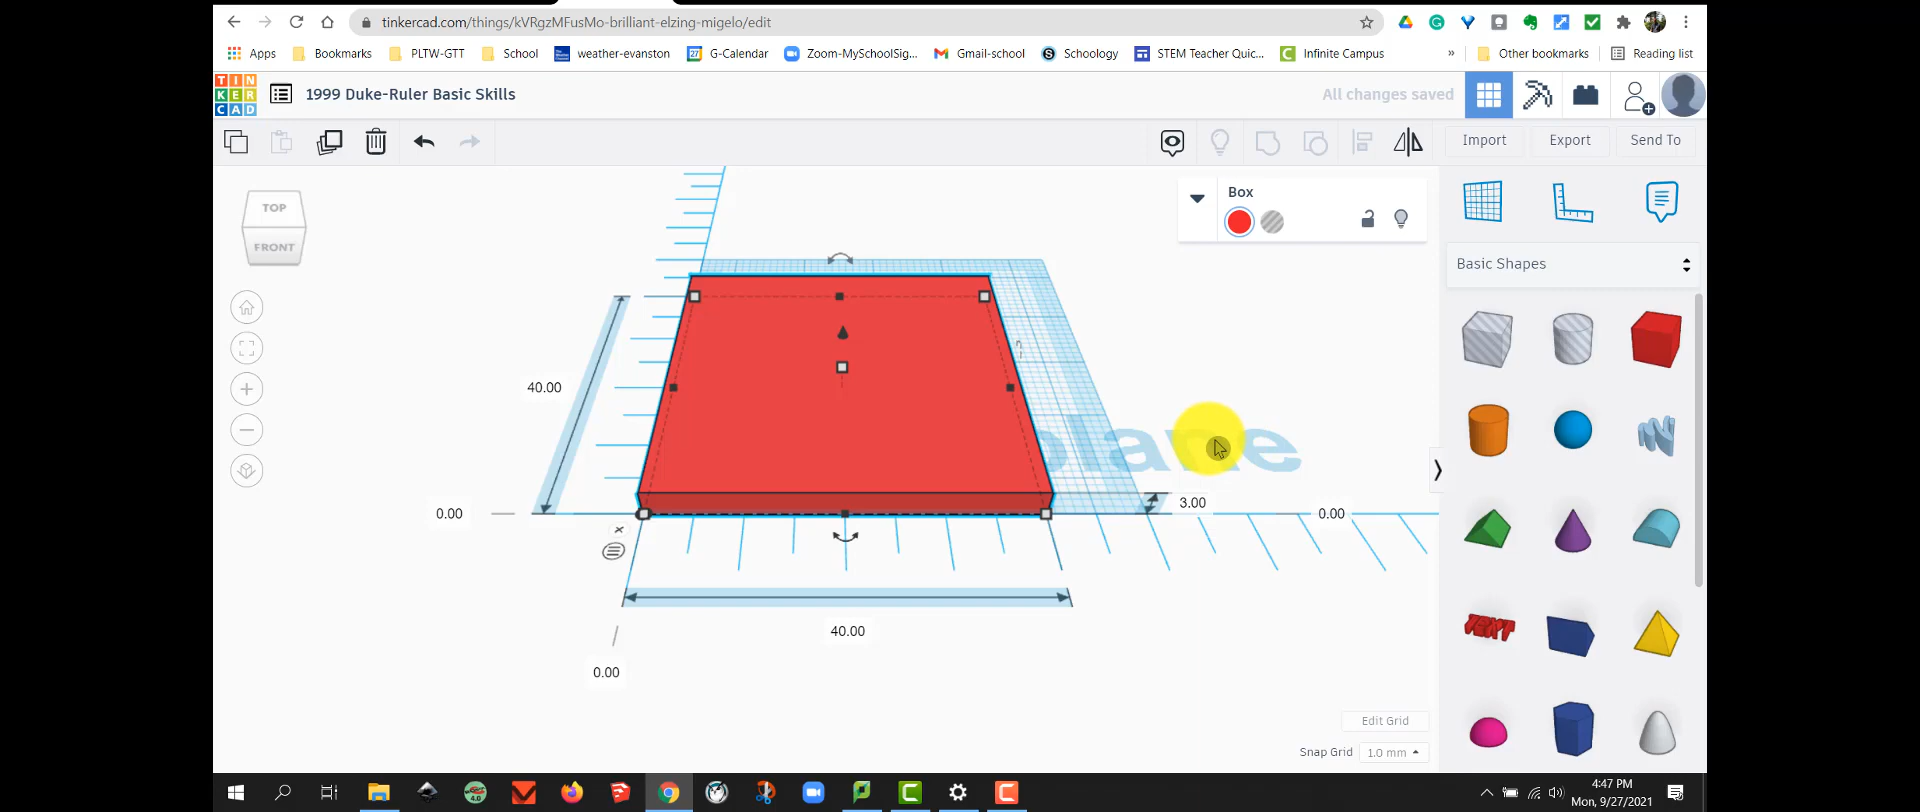 tinkercad.com/things/kVRgzMFusMo-brilliant-elzing-migelo/edit
Apps Bookmarks PLTW-GTT School weather-evanston G-Calendar Zoom-MySchoolSig... Gmail-school Schoology STEM Teacher Quic... Infinite Campus » Other bookmarks Reading list
TIN
KER
CAD
1999 Duke-Ruler Basic Skills
All changes saved
Import Export Send To
TOP
FRONT
Box
Basic Shapes
40.00
plane
3.00
0.00
0.00
40.00
0.00
TEXT
Edit Grid
Snap Grid 1.0 mm
4:47 PM
Mon, 9/27/2021